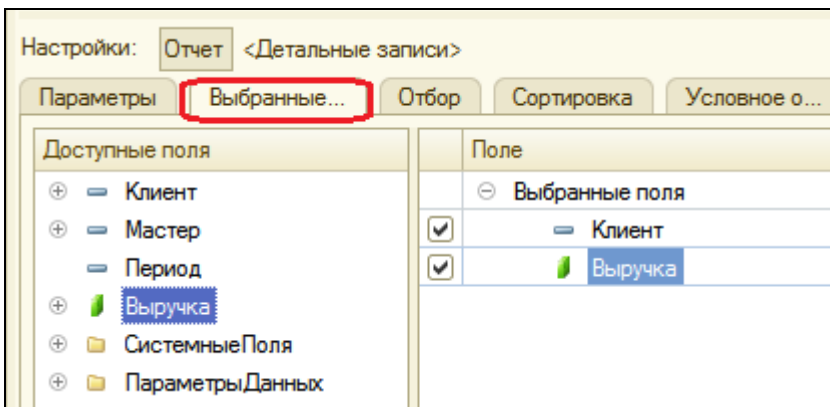 Настройки: Отчет <Детальные записи>
Параметры Выбранные... Отбор Сортировка Условное о...
Доступные поля Поле
Клиент Выбранные поля
Мастер Клиент
Период Выручка
Выручка
СистемныеПоля
ПараметрыДанных